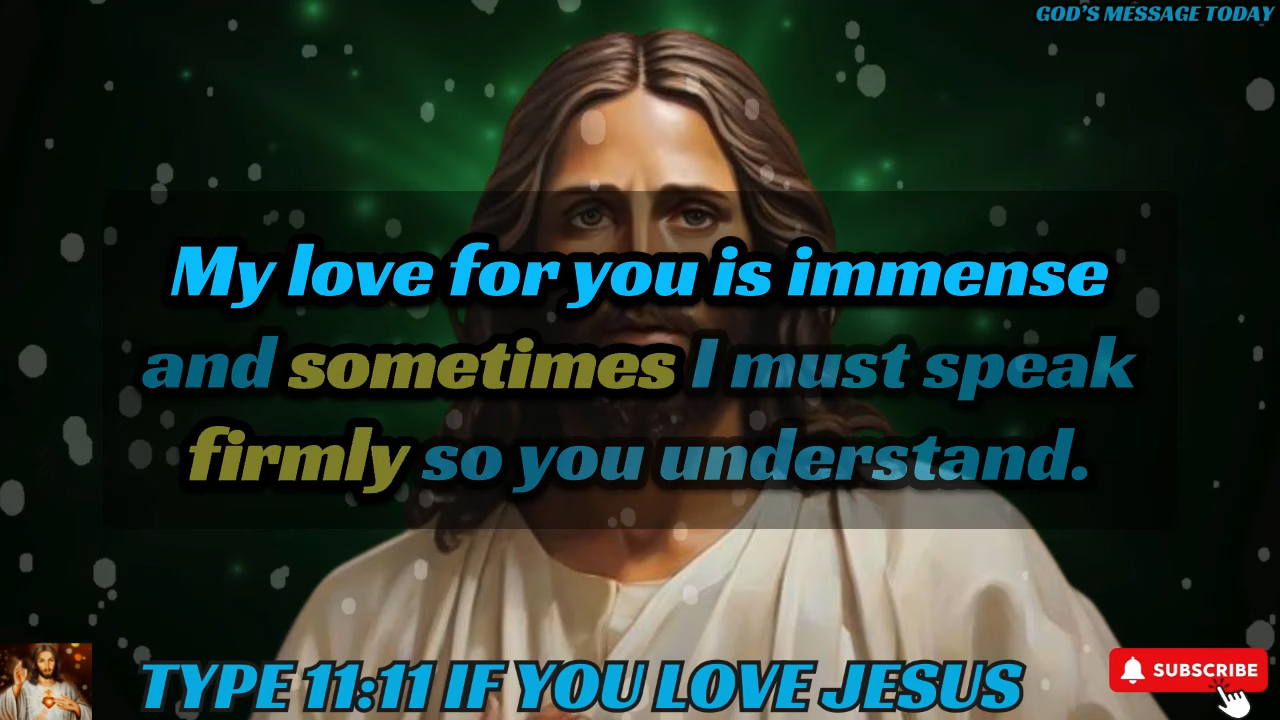 GOD'S MESSAGE TODAY
My love for you is immense
and sometimes I must speak
firmly so you understand.
TYPE 11:11 IF YOU LOVE JESUS
SUBSCRIBE